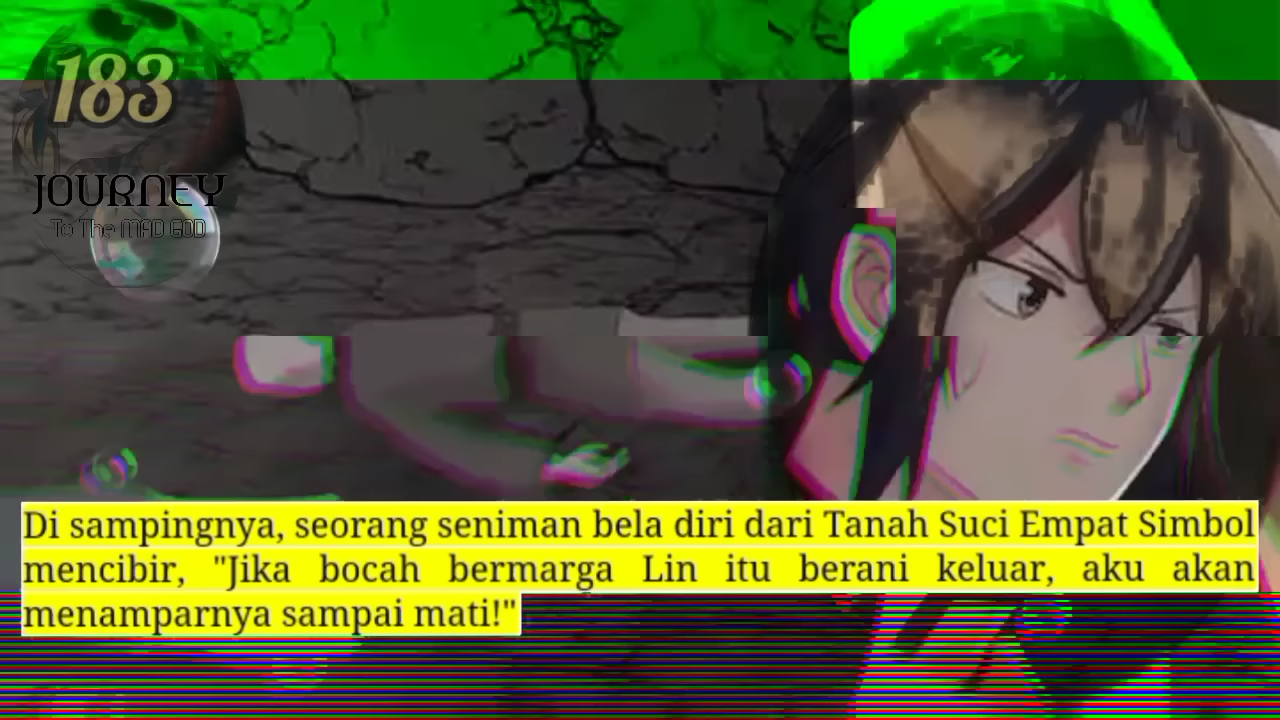 183
JOURNEY
To The MAD GOD
Di sampingnya, seorang seniman bela diri dari Tanah Suci Empat Simbol
mencibir, "Jika bocah bermarga Lin itu berani keluar, aku akan
menamparnya sampai mati!"